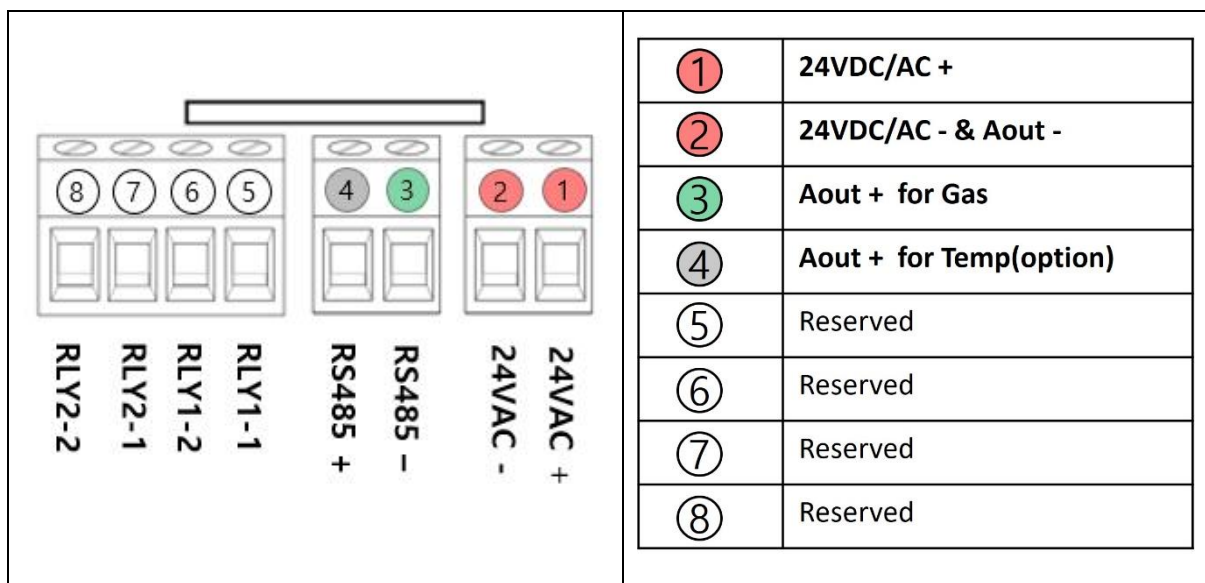 8 7 6 5 4 3 2 1
RLY2-2
RLY2-1
RLY1-2
RLY1-1
RS485 +
RS485 –
24VAC -
24VAC +
1 24VDC/AC +
2 24VDC/AC - & Aout -
3 Aout + for Gas
4 Aout + for Temp(option)
5 Reserved
6 Reserved
7 Reserved
8 Reserved